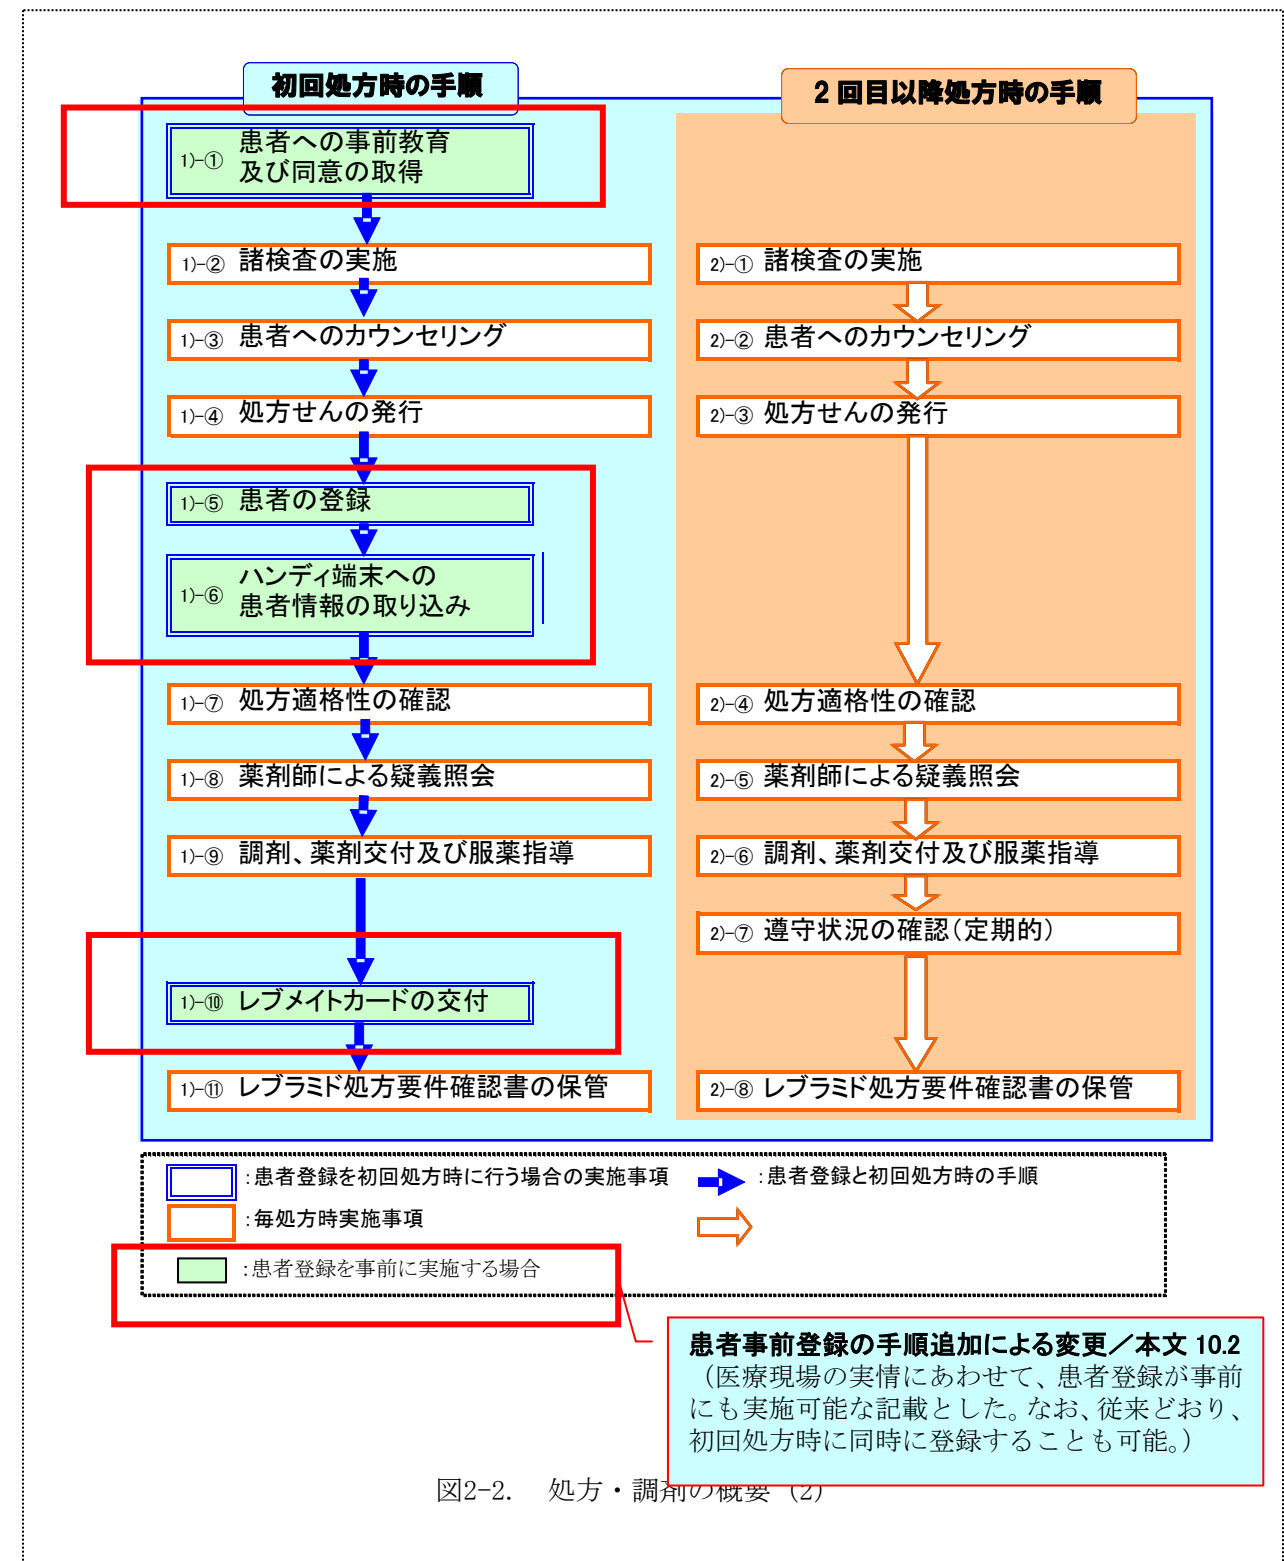 初回処方時の手順
1)-① 患者への事前教育
及び同意の取得
1)-② 諸検査の実施
1)-③ 患者へのカウンセリング
1)-④ 処方せんの発行
1)-⑤ 患者の登録
1)-⑥ ハンディ端末への
患者情報の取り込み
1)-⑦ 処方適格性の確認
1)-⑧ 薬剤師による疑義照会
1)-⑨ 調剤、薬剤交付及び服薬指導
1)-⑩ レブメイトカードの交付
1)-⑪ レブラミド処方要件確認書の保管
2回目以降処方時の手順
2)-① 諸検査の実施
2)-② 患者へのカウンセリング
2)-③ 処方せんの発行
2)-④ 処方適格性の確認
2)-⑤ 薬剤師による疑義照会
2)-⑥ 調剤、薬剤交付及び服薬指導
2)-⑦ 遵守状況の確認（定期的）
2)-⑧ レブラミド処方要件確認書の保管
:患者登録を初回処方時に行う場合の実施事項
:患者登録と初回処方時の手順
:毎処方時実施事項
:患者登録を事前に実施する場合
患者事前登録の手順追加による変更／本文 10.2
（医療現場の実情にあわせて、患者登録が事前
にも実施可能な記載とした。なお、従来どおり、
初回処方時に同時に登録することも可能。）
図2-2. 処方・調剤の概要 (2)